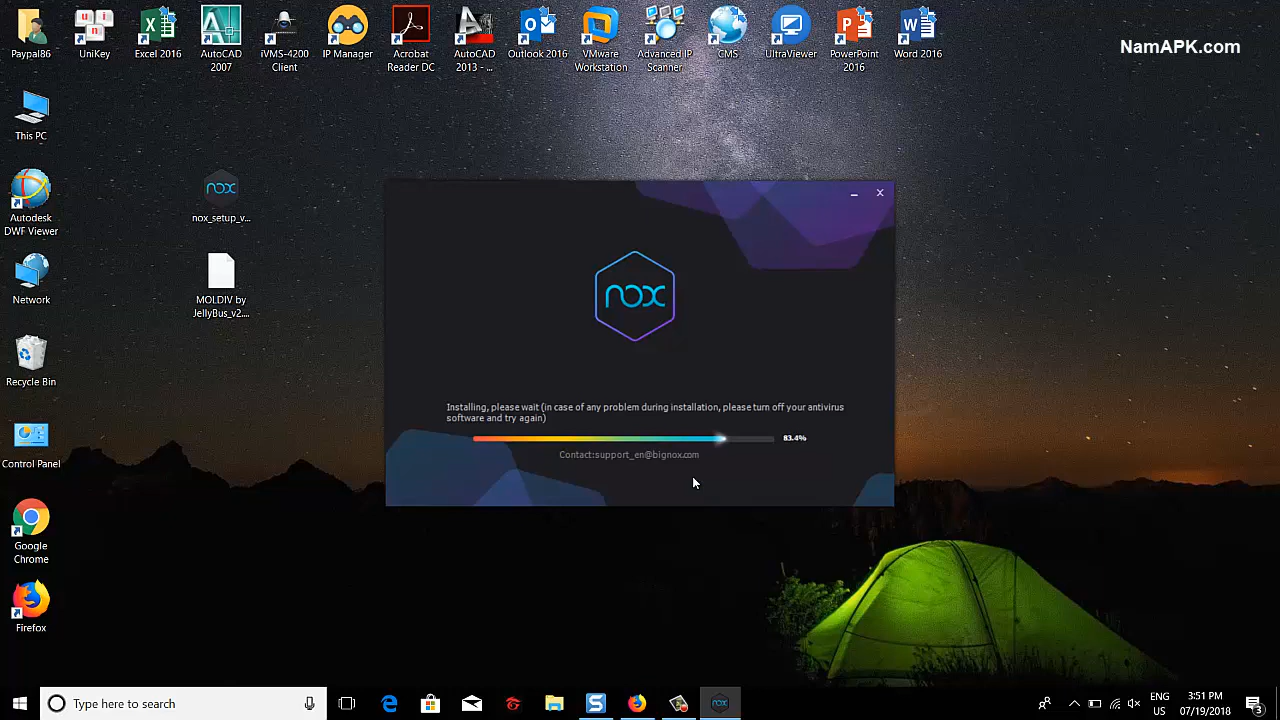 Paypal86
UniKey
Excel 2016
AutoCAD
2007
iVMS-4200
Client
IP Manager
Acrobat
Reader DC
AutoCAD
2013 - ...
Outlook 2016
VMware
Workstation
Advanced IP
Scanner
CMS
UltraViewer
PowerPoint
2016
Word 2016
NamAPK.com
This PC
Autodesk
DWF Viewer
nox
nox_setup_v...
Network
MOLDIV by
JellyBus_v2....
Recycle Bin
Control Panel
Google
Chrome
Firefox
nox
Installing, please wait (in case of any problem during installation, please turn off your antivirus
software and try again)
83.4%
Contact:support_en@bignox.com
Type here to search
ENG
US
3:51 PM
07/19/2018
3